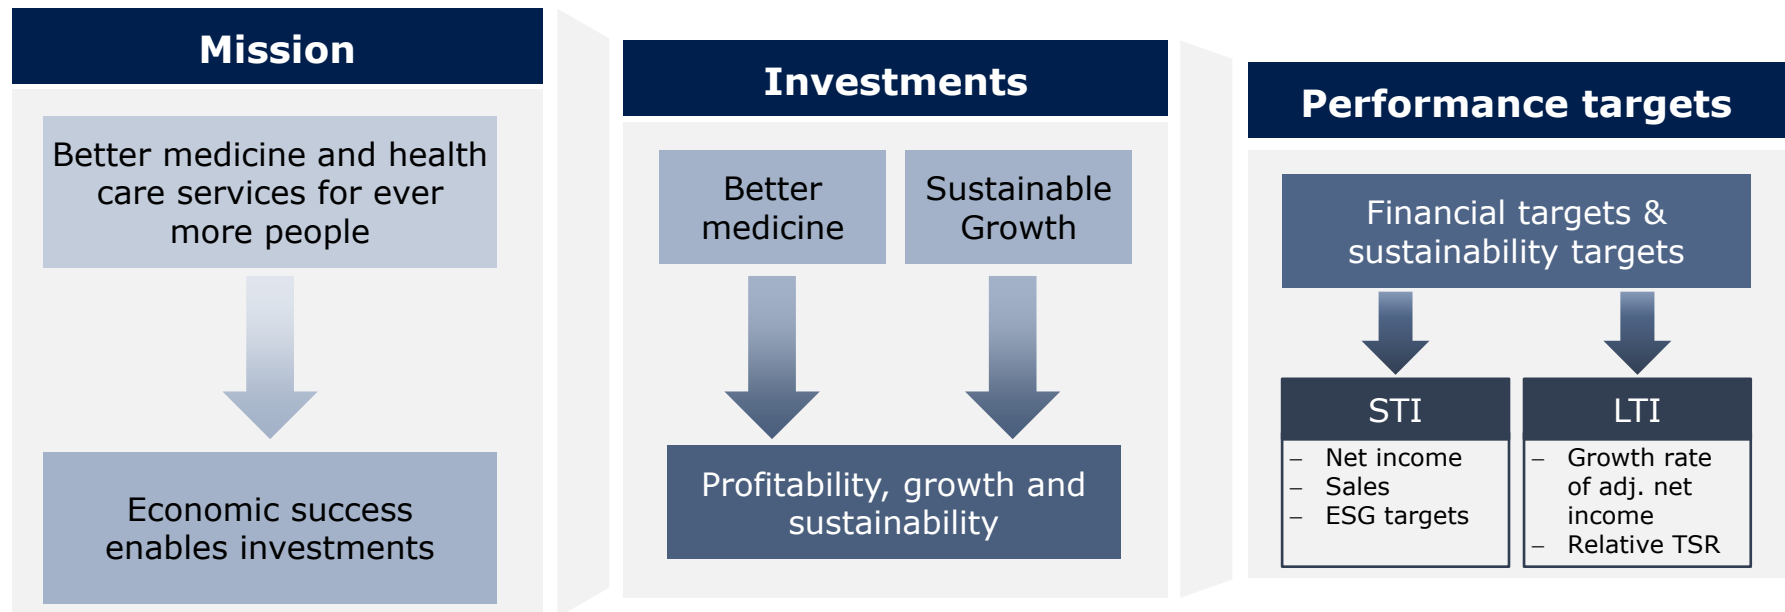 Mission
Better medicine and health
care services for ever
more people
Economic success
enables investments
Investments
Better
medicine
Sustainable
Growth
Profitability, growth and
sustainability
Performance targets
Financial targets &
sustainability targets
STI
– Net income
– Sales
– ESG targets
LTI
– Growth rate
of adj. net
income
– Relative TSR